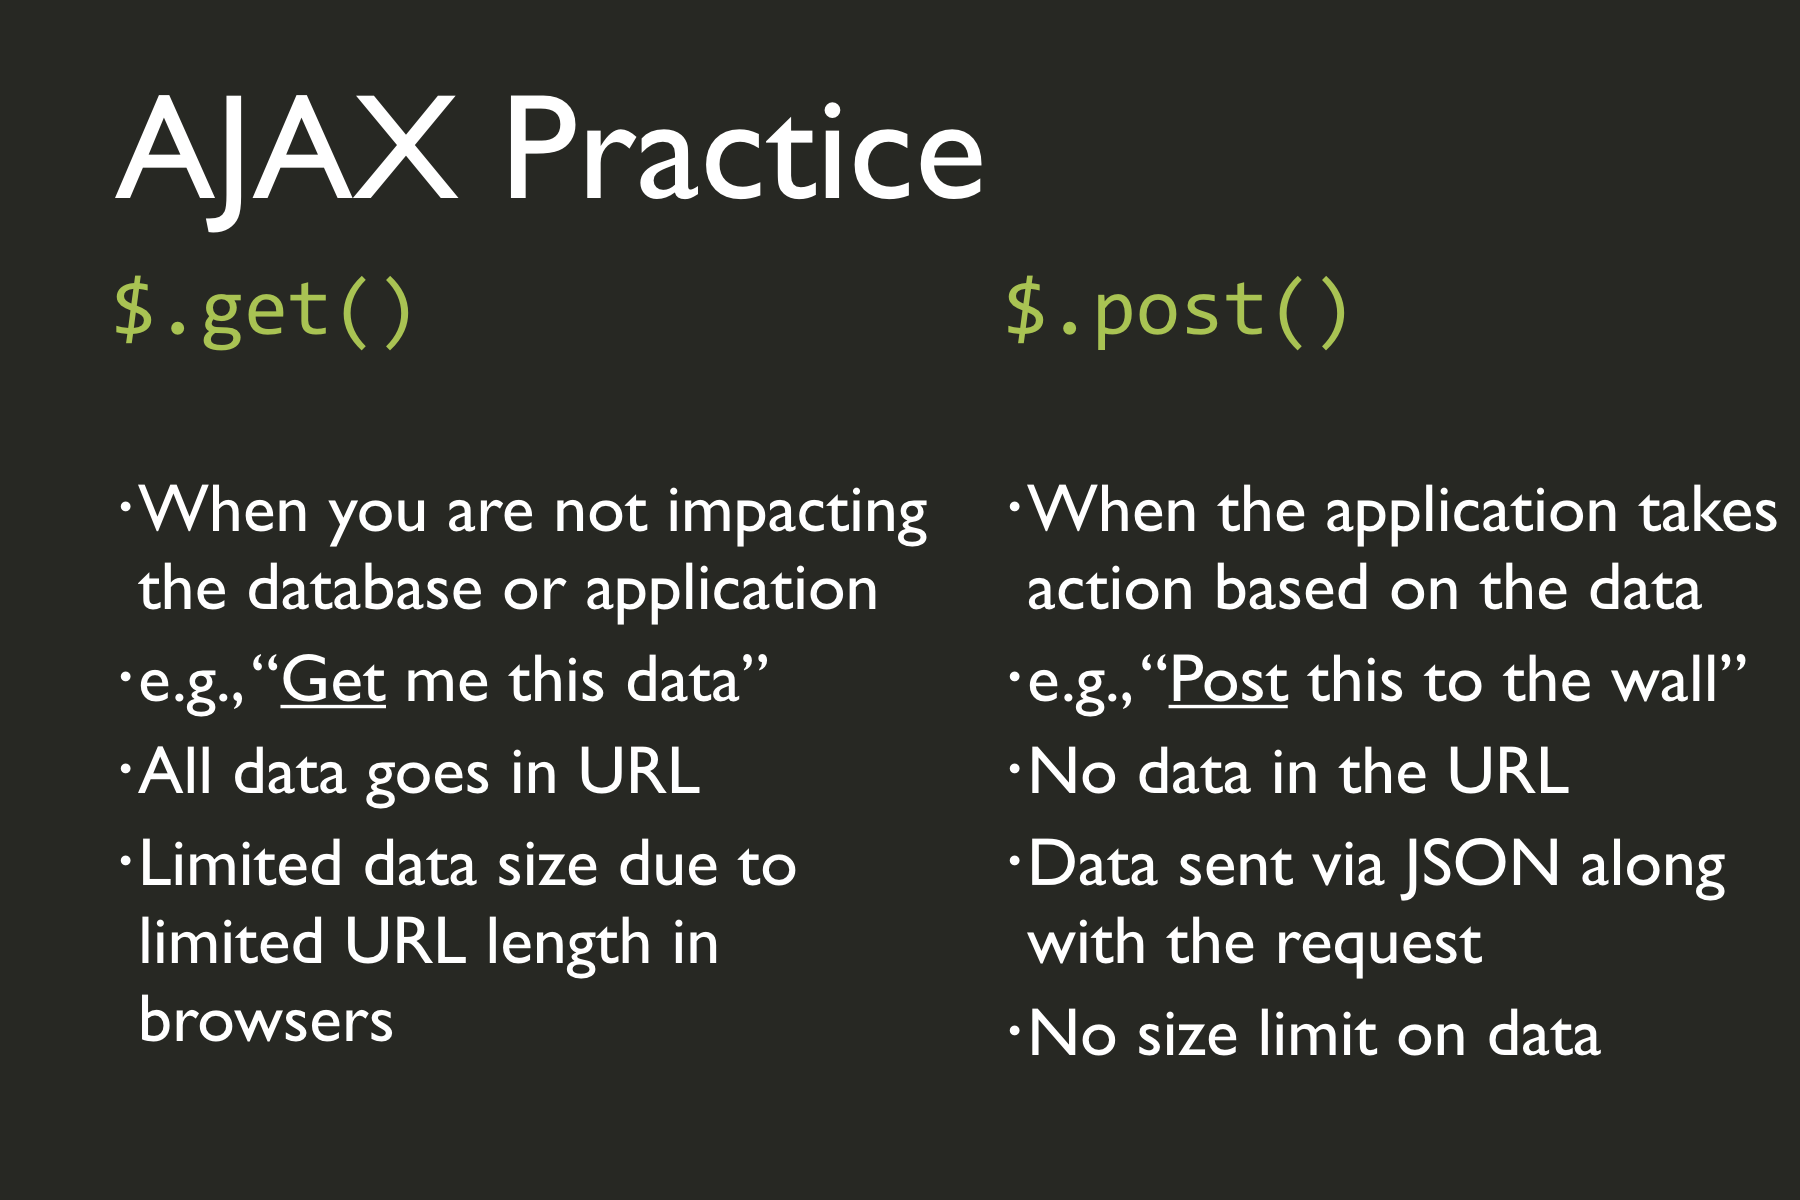 AJAX Practice
$.get()
•When you are not impacting
the database or application
•e.g., “Get me this data”
•All data goes in URL
•Limited data size due to
limited URL length in
browsers
$.post()
•When the application takes
action based on the data
•e.g., “Post this to the wall”
•No data in the URL
•Data sent via JSON along
with the request
•No size limit on data